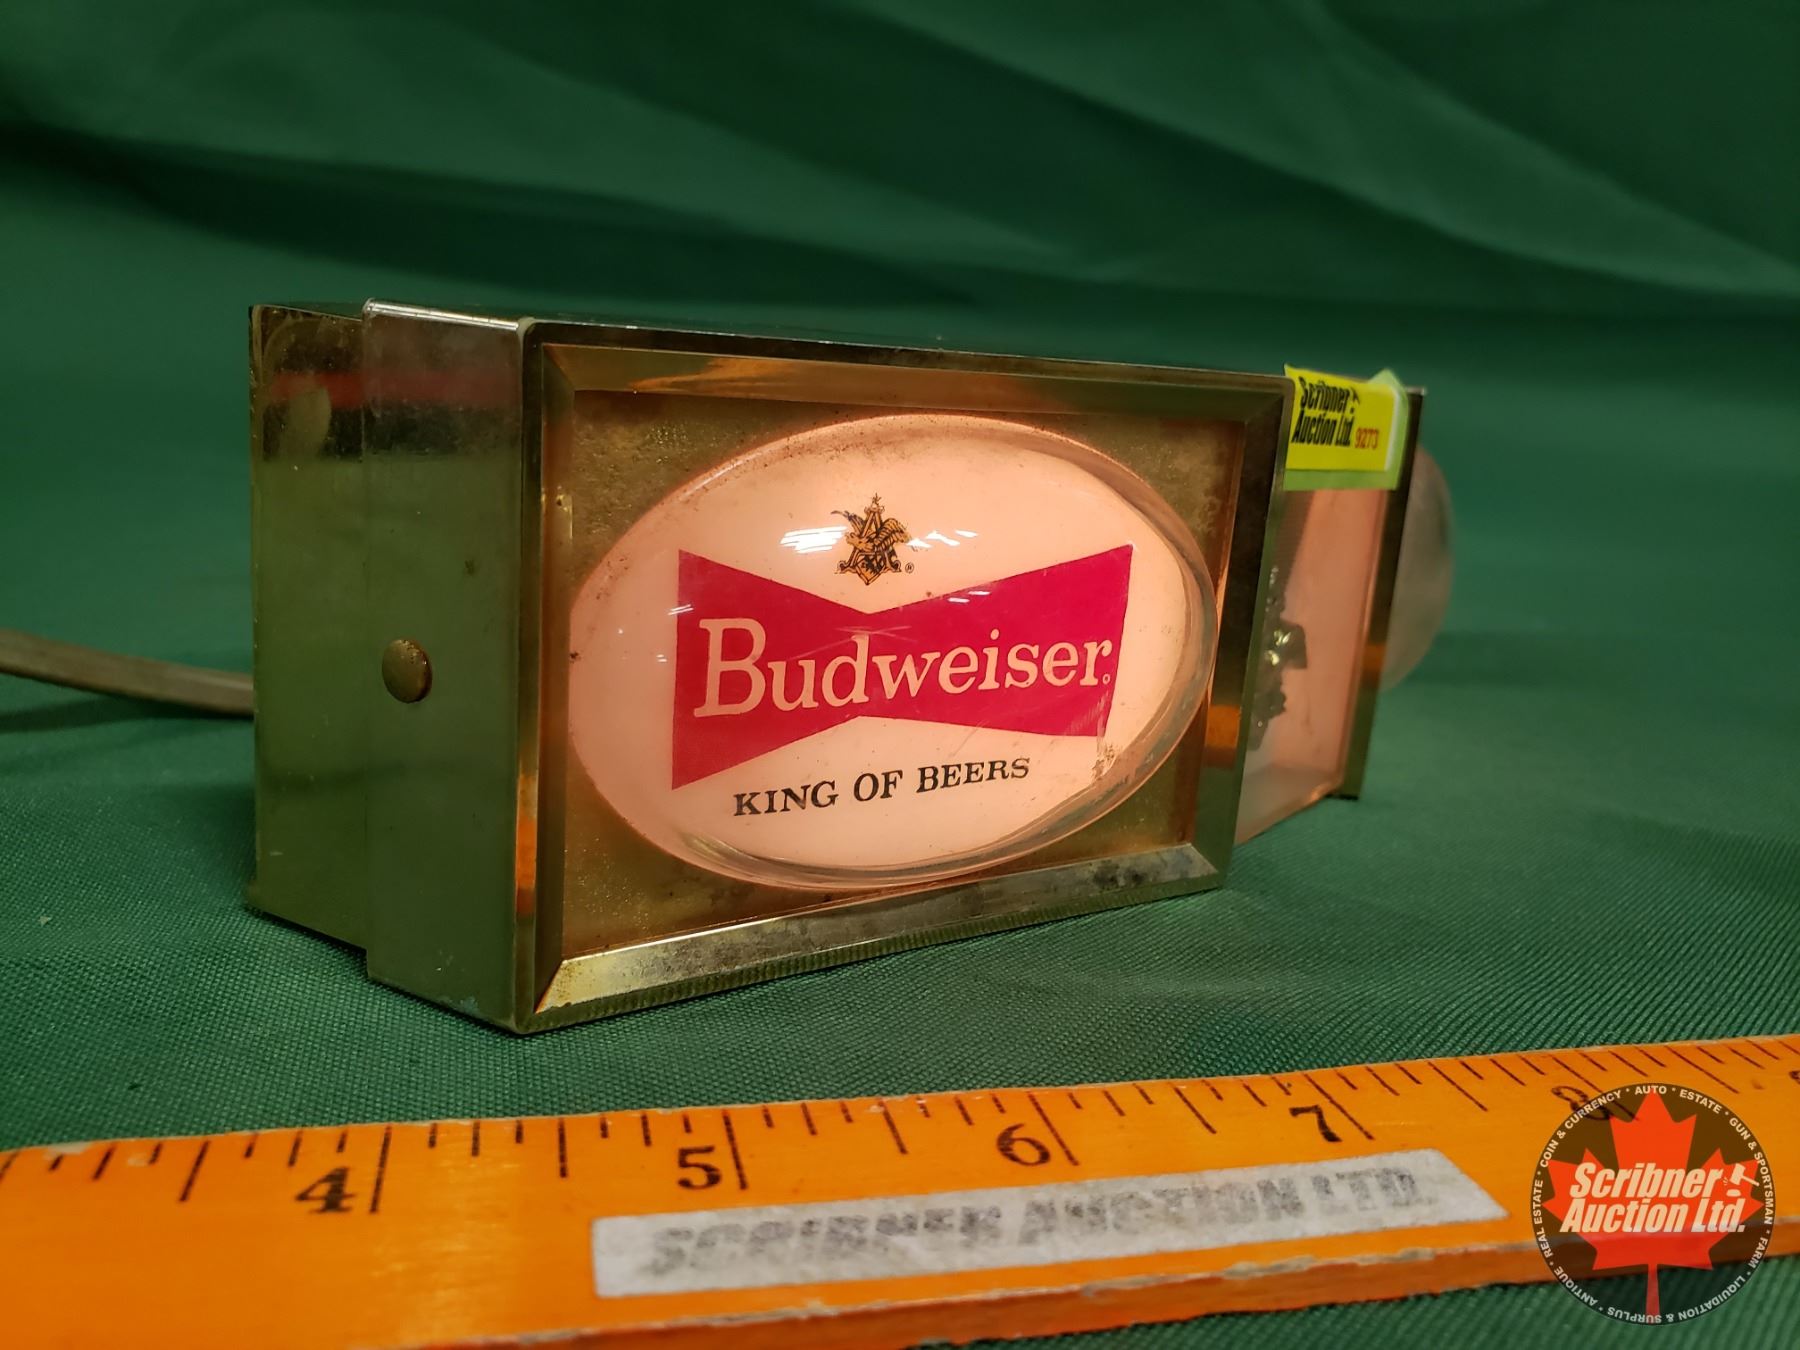 Scribner
Auction Ltd. 9273
Budweiser®
KING OF BEERS
4 5 6 7 8
SCRIBNER AUCTION LTD.
Scribner
Auction Ltd.
AUTO · ESTATE · GUN & SPORTSMAN · FARM · LIQUIDATION & SURPLUS · ANTIQUE · REAL ESTATE · COIN & CURRENCY